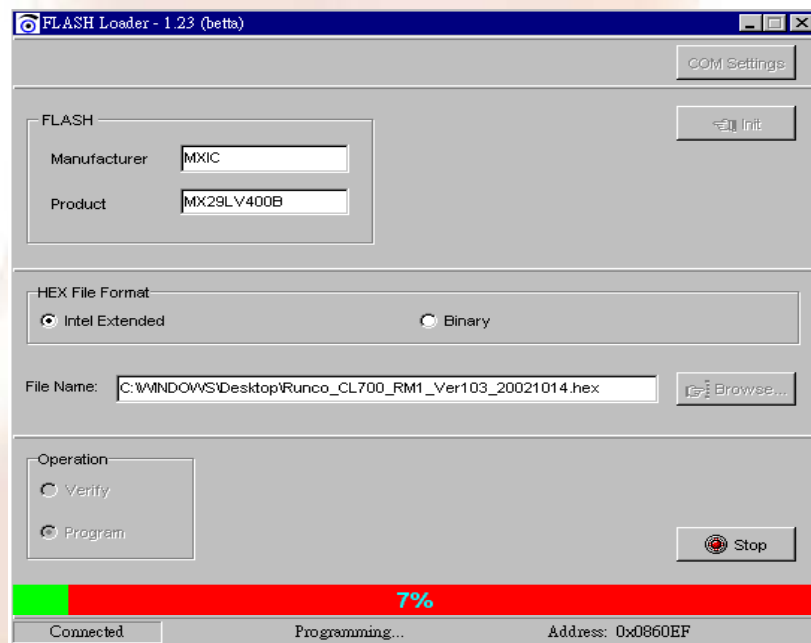 FLASH Loader - 1.23 (betta)
COM Settings
FLASH
Init
Manufacturer MXIC
Product MX29LV400B
HEX File Format
Intel Extended Binary
File Name: C:\WINDOWS\Desktop\Runco_CL700_RM1_Ver103_20021014.hex Browse...
Operation
Verify
Program
Stop
7%
Connected Programming... Address: 0x0860EF